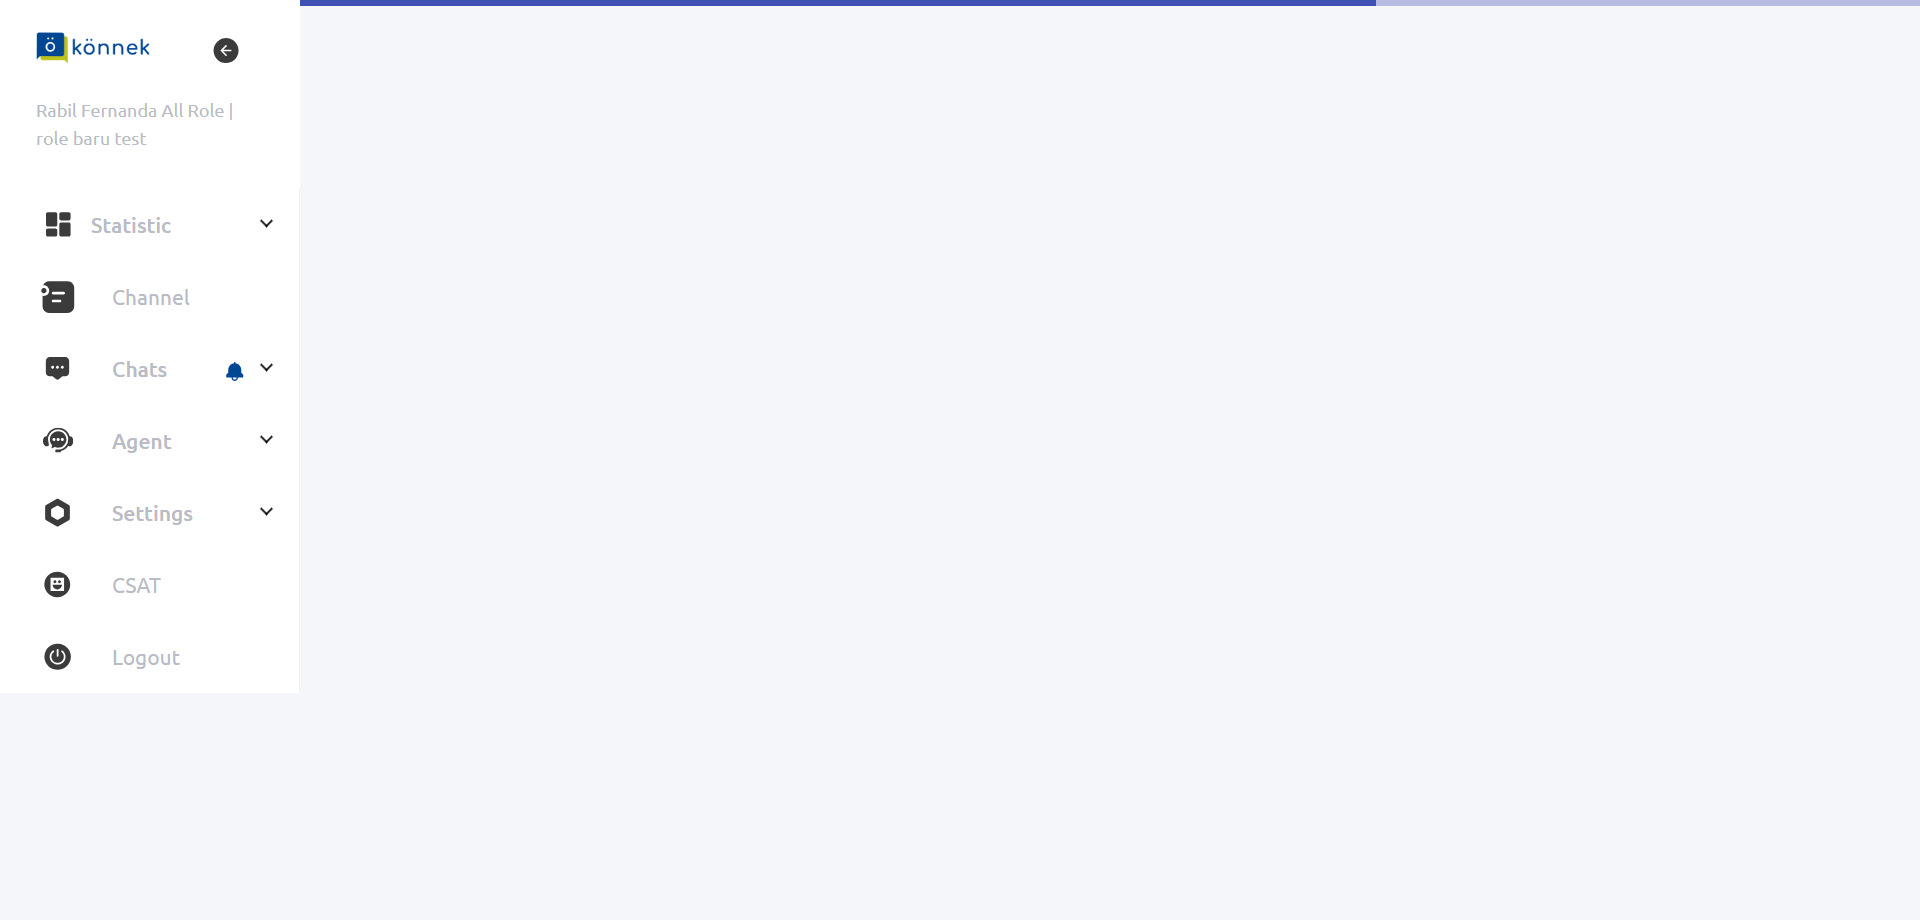 könnek
Rabil Fernanda All Role |
role baru test
Statistic
Channel
Chats
Agent
Settings
CSAT
Logout